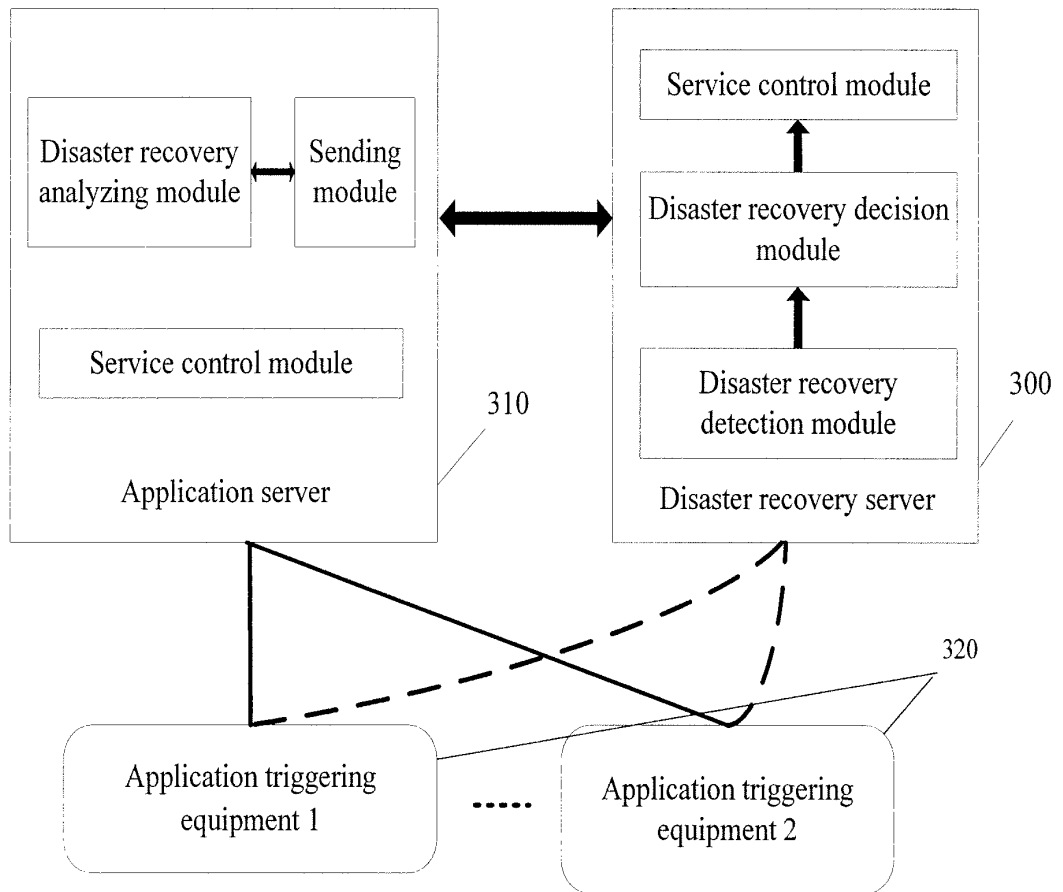 Disaster recovery
analyzing module
Sending
module
Service control module
310
Application server
Service control module
Disaster recovery decision
module
Disaster recovery
detection module
300
Disaster recovery server
320
Application triggering
equipment 1
Application triggering
equipment 2